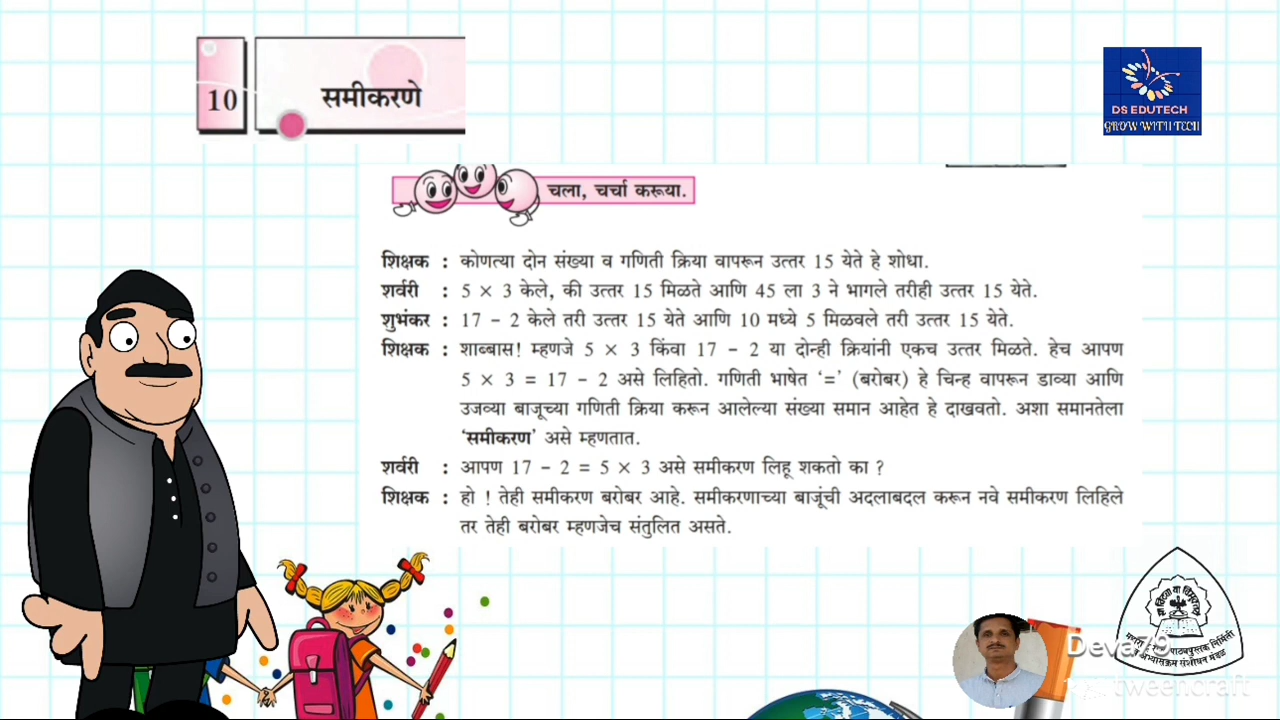 10
समीकरणे
DS EDUTECH
GROW WITH TECH
चला, चर्चा करूया.
शिक्षक : कोणत्या दोन संख्या व गणिती क्रिया वापरून उत्तर 15 येते हे शोधा.
शर्वरी : 5 × 3 केले, की उत्तर 15 मिळते आणि 45 ला 3 ने भागले तरीही उत्तर 15 येते.
शुभंकर : 17 - 2 केले तरी उत्तर 15 येते आणि 10 मध्ये 5 मिळवले तरी उत्तर 15 येते.
शिक्षक : शाब्बास! म्हणजे 5 × 3 किंवा 17 - 2 या दोन्ही क्रियांनी एकच उत्तर मिळते. हेच आपण
5 × 3 = 17 - 2 असे लिहितो. गणिती भाषेत ‘=’ (बरोबर) हे चिन्ह वापरून डाव्या आणि
उजव्या बाजूच्या गणिती क्रिया करून आलेल्या संख्या समान आहेत हे दाखवतो. अशा समानतेला
‘समीकरण’ असे म्हणतात.
शर्वरी : आपण 17 - 2 = 5 × 3 असे समीकरण लिहू शकतो का ?
शिक्षक : हो ! तेही समीकरण बरोबर आहे. समीकरणाच्या बाजूंची अदलाबदल करून नवे समीकरण लिहिले
तर तेही बरोबर म्हणजेच संतुलित असते.
Deva79